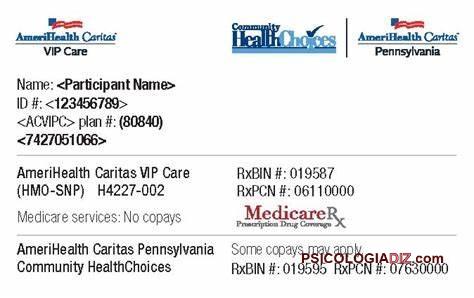 AmeriHealth Caritas
VIP Care
Community
HealthChoices
AmeriHealth Caritas
Pennsylvania
Name: <Participant Name>
ID #: <123456789>
<ACVIPC> plan #: (80840)
<7427051066>
AmeriHealth Caritas VIP Care
(HMO-SNP) H4227-002
Medicare services: No copays
RxBIN #: 019587
RxPCN #: 06110000
MedicareRx
Prescription Drug Coverage
AmeriHealth Caritas Pennsylvania
Community HealthChoices
Some copays may apply
PSICOLOGIADIZ.com
RxBIN #: 019595 RxPCN #: 07630000